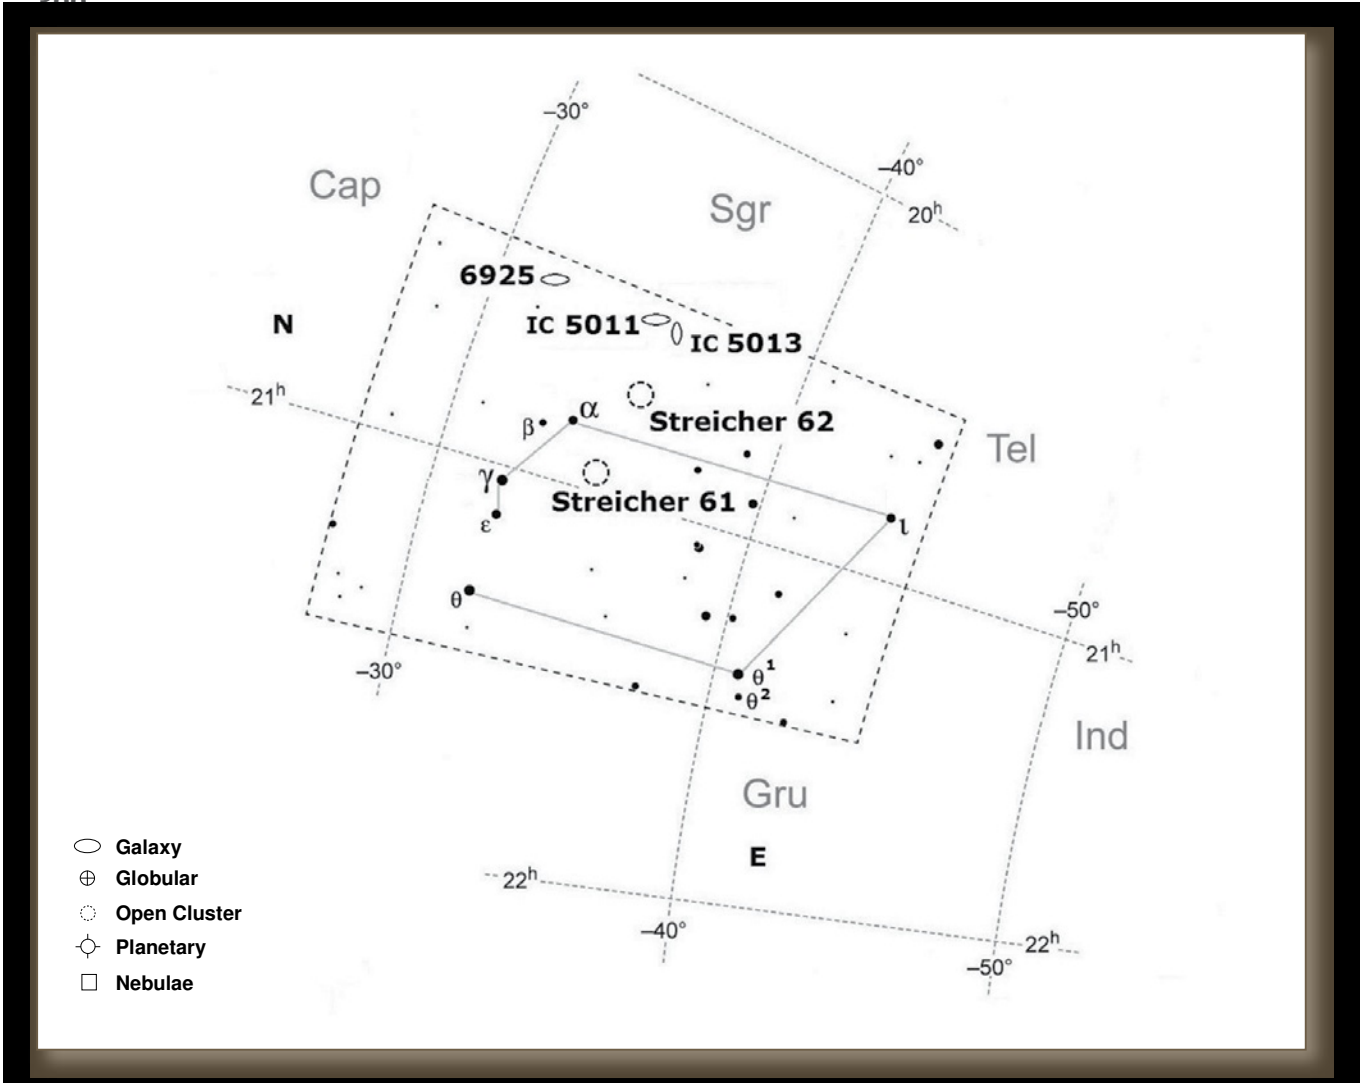 –30°
–40°
Cap
Sgr
20h
6925
N
IC 5011
IC 5013
21h
α
β
Streicher 62
Tel
γ
Streicher 61
ε
ι
θ
–50°
21h
–30°
θ1
θ2
Ind
Gru
Galaxy
E
Globular
22h
Open Cluster
–40°
22h
Planetary
–50°
Nebulae